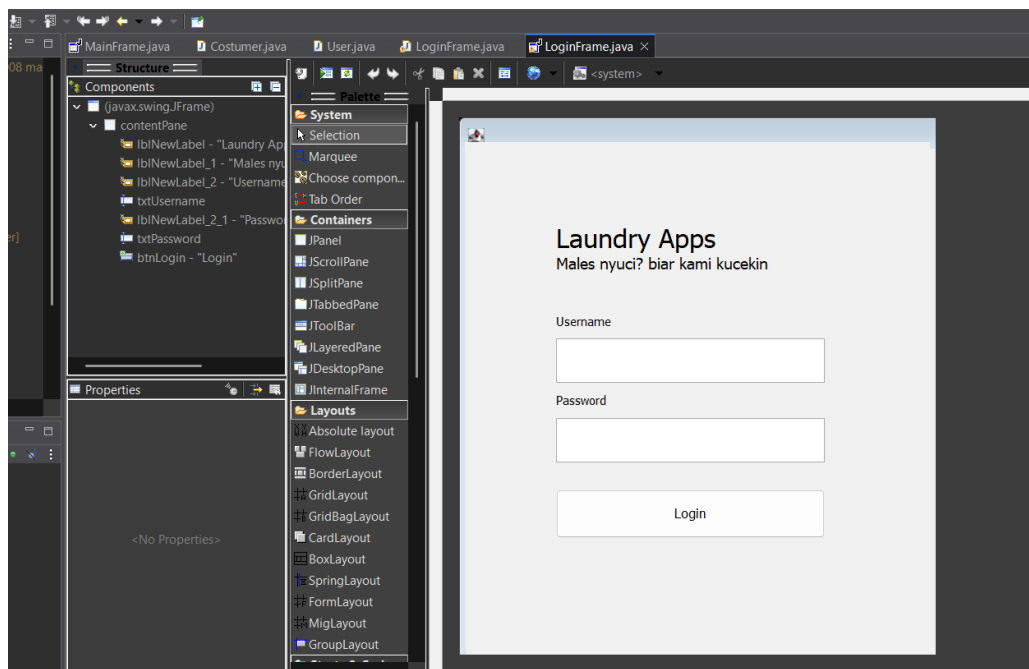 MainFrame.java
Costumer.java
User.java
LoginFrame.java
LoginFrame.java
08 ma
Structure
Components
(javax.swing.JFrame)
contentPane
lblNewLabel - "Laundry Ap
lblNewLabel_1 - "Males nyu
lblNewLabel_2 - "Username
txtUsername
lblNewLabel_2_1 - "Passwo
txtPassword
btnLogin - "Login"
er]
Properties
<No Properties>
<system>
Palette
System
Selection
Marquee
Choose compon...
Tab Order
Containers
JPanel
JScrollPane
JSplitPane
JTabbedPane
JToolBar
JLayeredPane
JDesktopPane
JInternalFrame
Layouts
Absolute layout
FlowLayout
BorderLayout
GridLayout
GridBagLayout
CardLayout
BoxLayout
SpringLayout
FormLayout
MigLayout
GroupLayout
Laundry Apps
Males nyuci? biar kami kucekin
Username
Password
Login